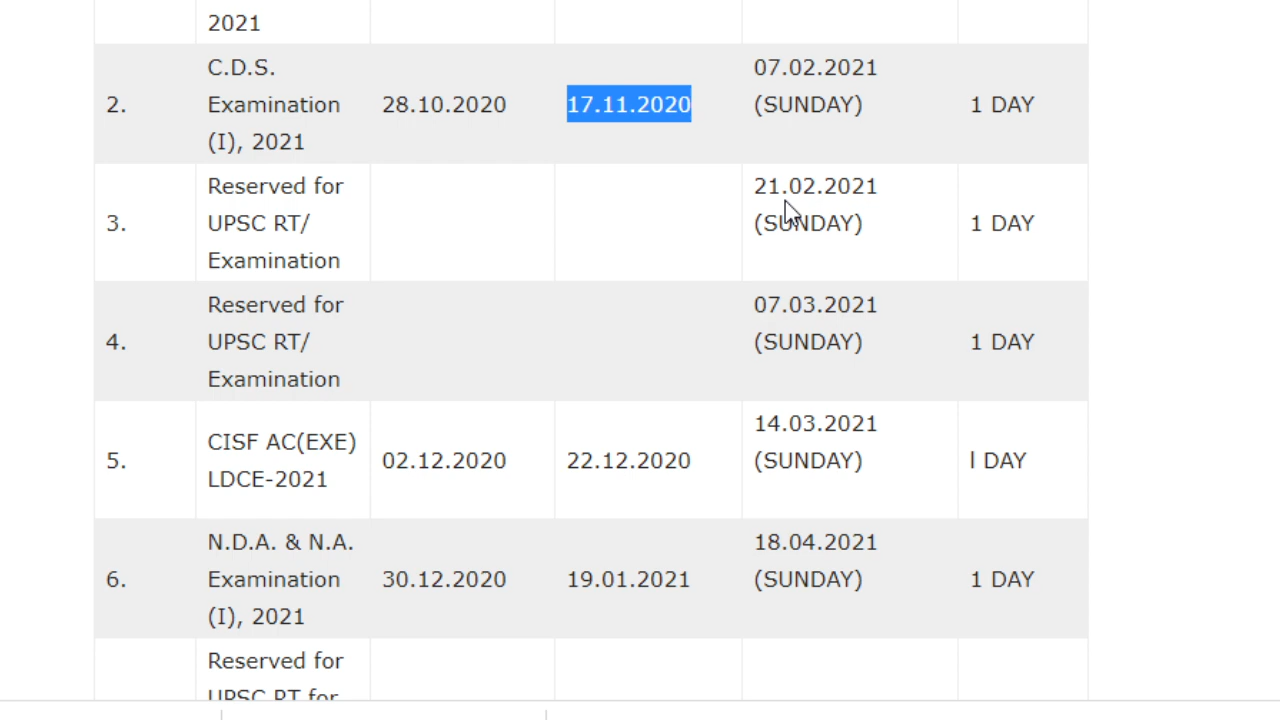 2021
2.
C.D.S.
Examination
(I), 2021
28.10.2020
17.11.2020
07.02.2021
(SUNDAY)
1 DAY
3.
Reserved for
UPSC RT/
Examination
21.02.2021
(SUNDAY)
1 DAY
4.
Reserved for
UPSC RT/
Examination
07.03.2021
(SUNDAY)
1 DAY
5.
CISF AC(EXE)
LDCE-2021
02.12.2020
22.12.2020
14.03.2021
(SUNDAY)
l DAY
6.
N.D.A. & N.A.
Examination
(I), 2021
30.12.2020
19.01.2021
18.04.2021
(SUNDAY)
1 DAY
Reserved for
UPSC RT for